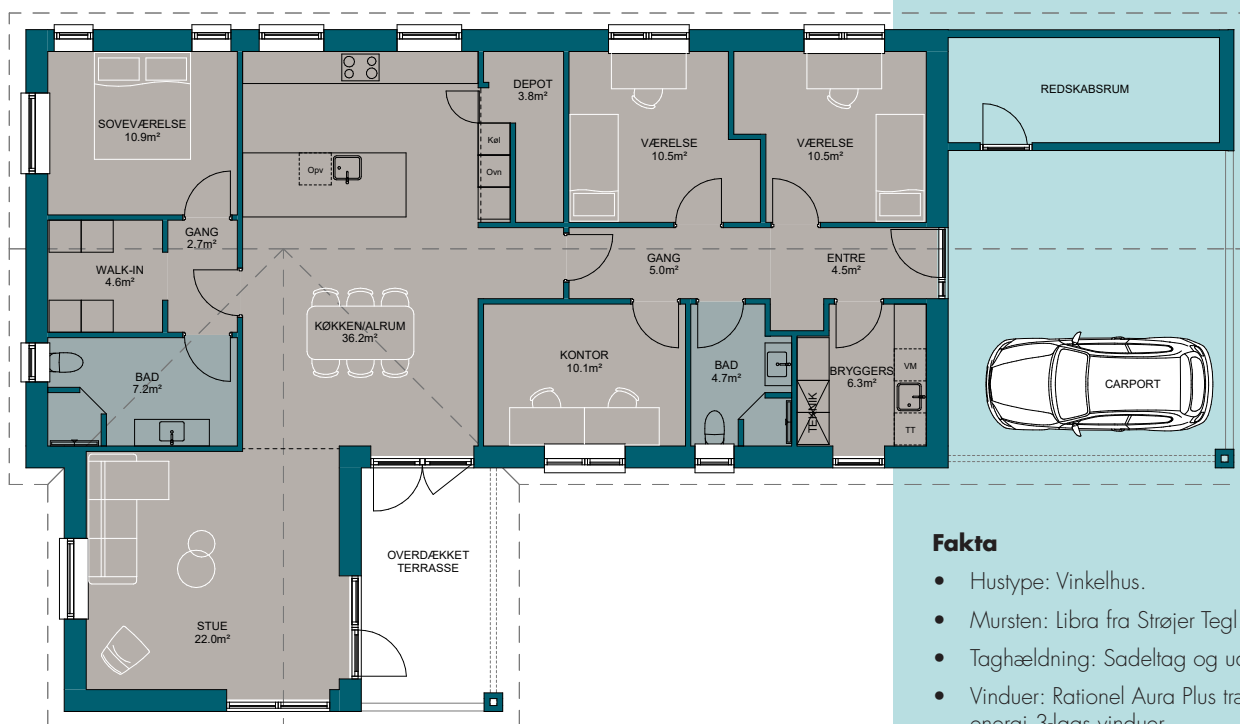 SOVEVÆRELSE
10.9m²
DEPOT
3.8m²
VÆRELSE
10.5m²
VÆRELSE
10.5m²
REDSKABSRUM
Køl
Ovn
Opv
GANG
2.7m²
WALK-IN
4.6m²
GANG
5.0m²
ENTRE
4.5m²
KØKKEN/ALRUM
36.2m²
KONTOR
10.1m²
BAD
4.7m²
BRYGGERS
6.3m²
TEKNIK
VM
TT
CARPORT
BAD
7.2m²
OVERDÆKKET
TERRASSE
STUE
22.0m²
Fakta
• Hustype: Vinkelhus.
• Mursten: Libra fra Strøjer Tegl
• Taghældning: Sadeltag og
• Vinduer: Rationel Aura Plus
energi 3-lags vinduer